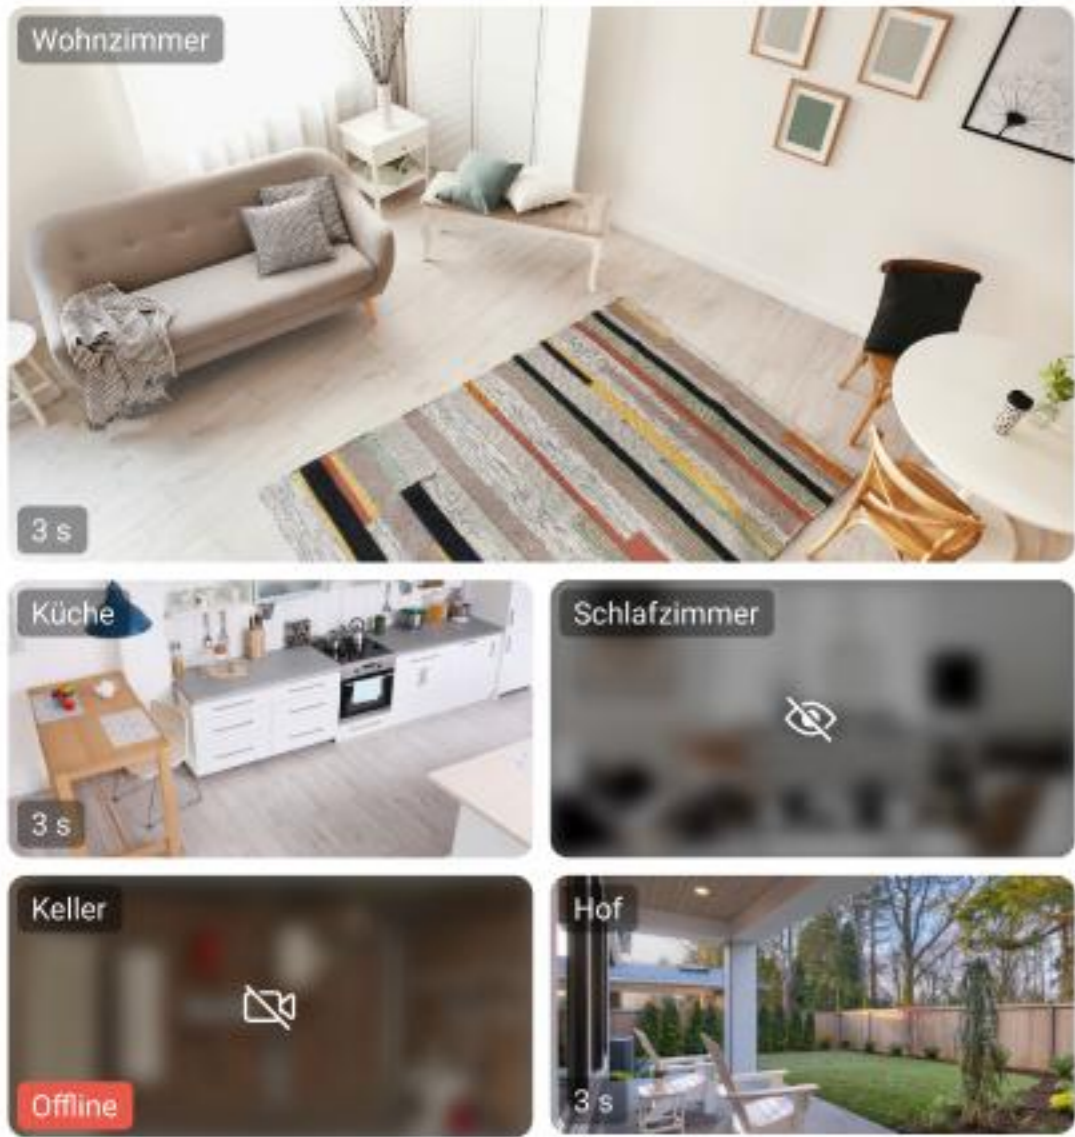 Wohnzimmer
3 s
Küche
Schlafzimmer
3 s
Keller
Hof
Offline
3 s